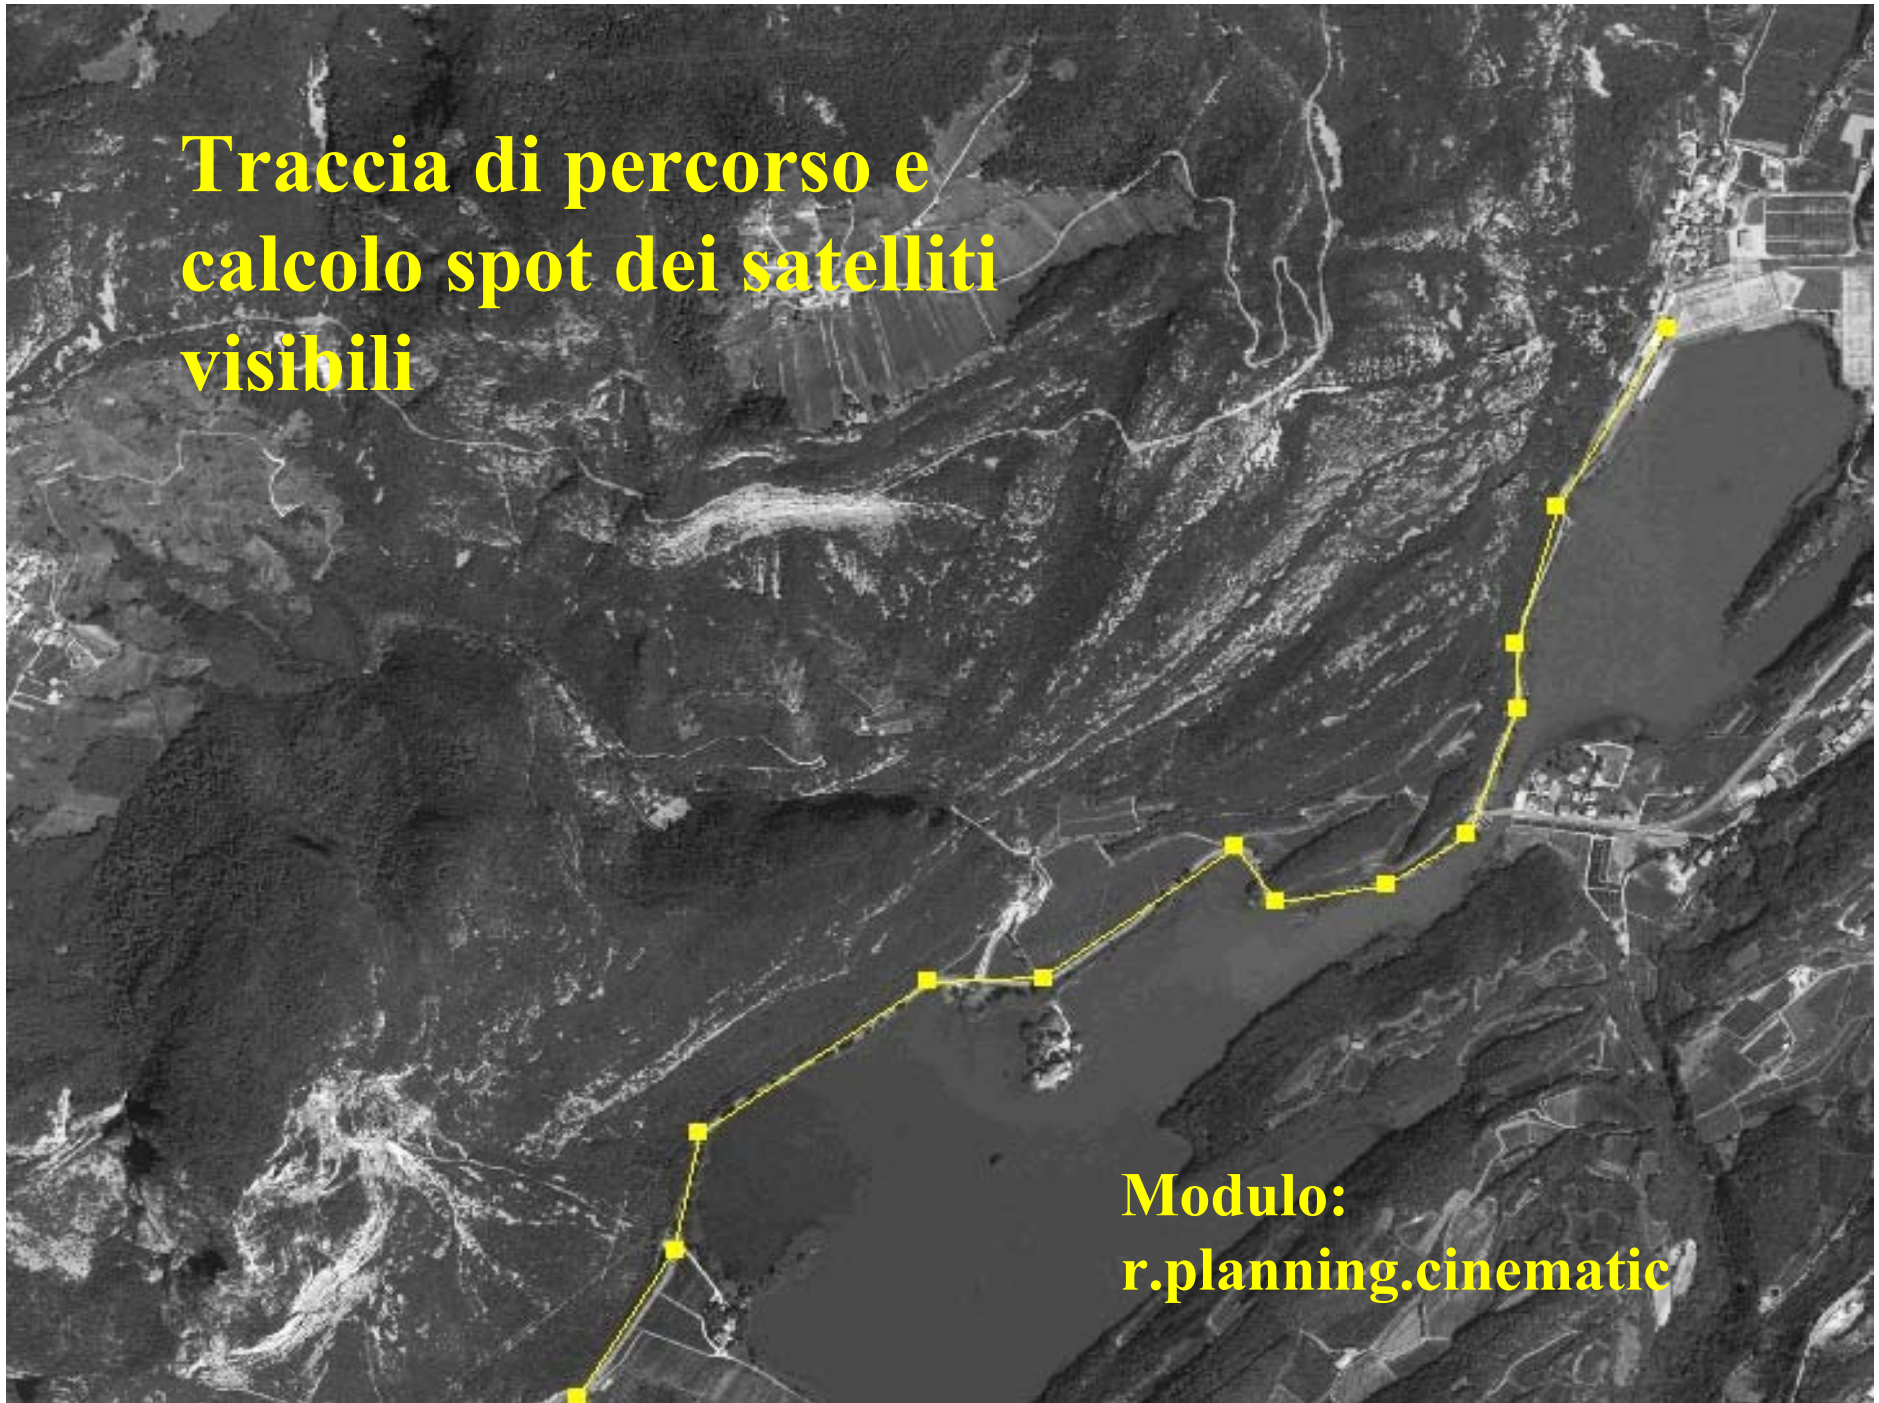 Traccia di percorso e
calcolo spot dei satelliti
visibili
Modulo:
r.planning.cinematic